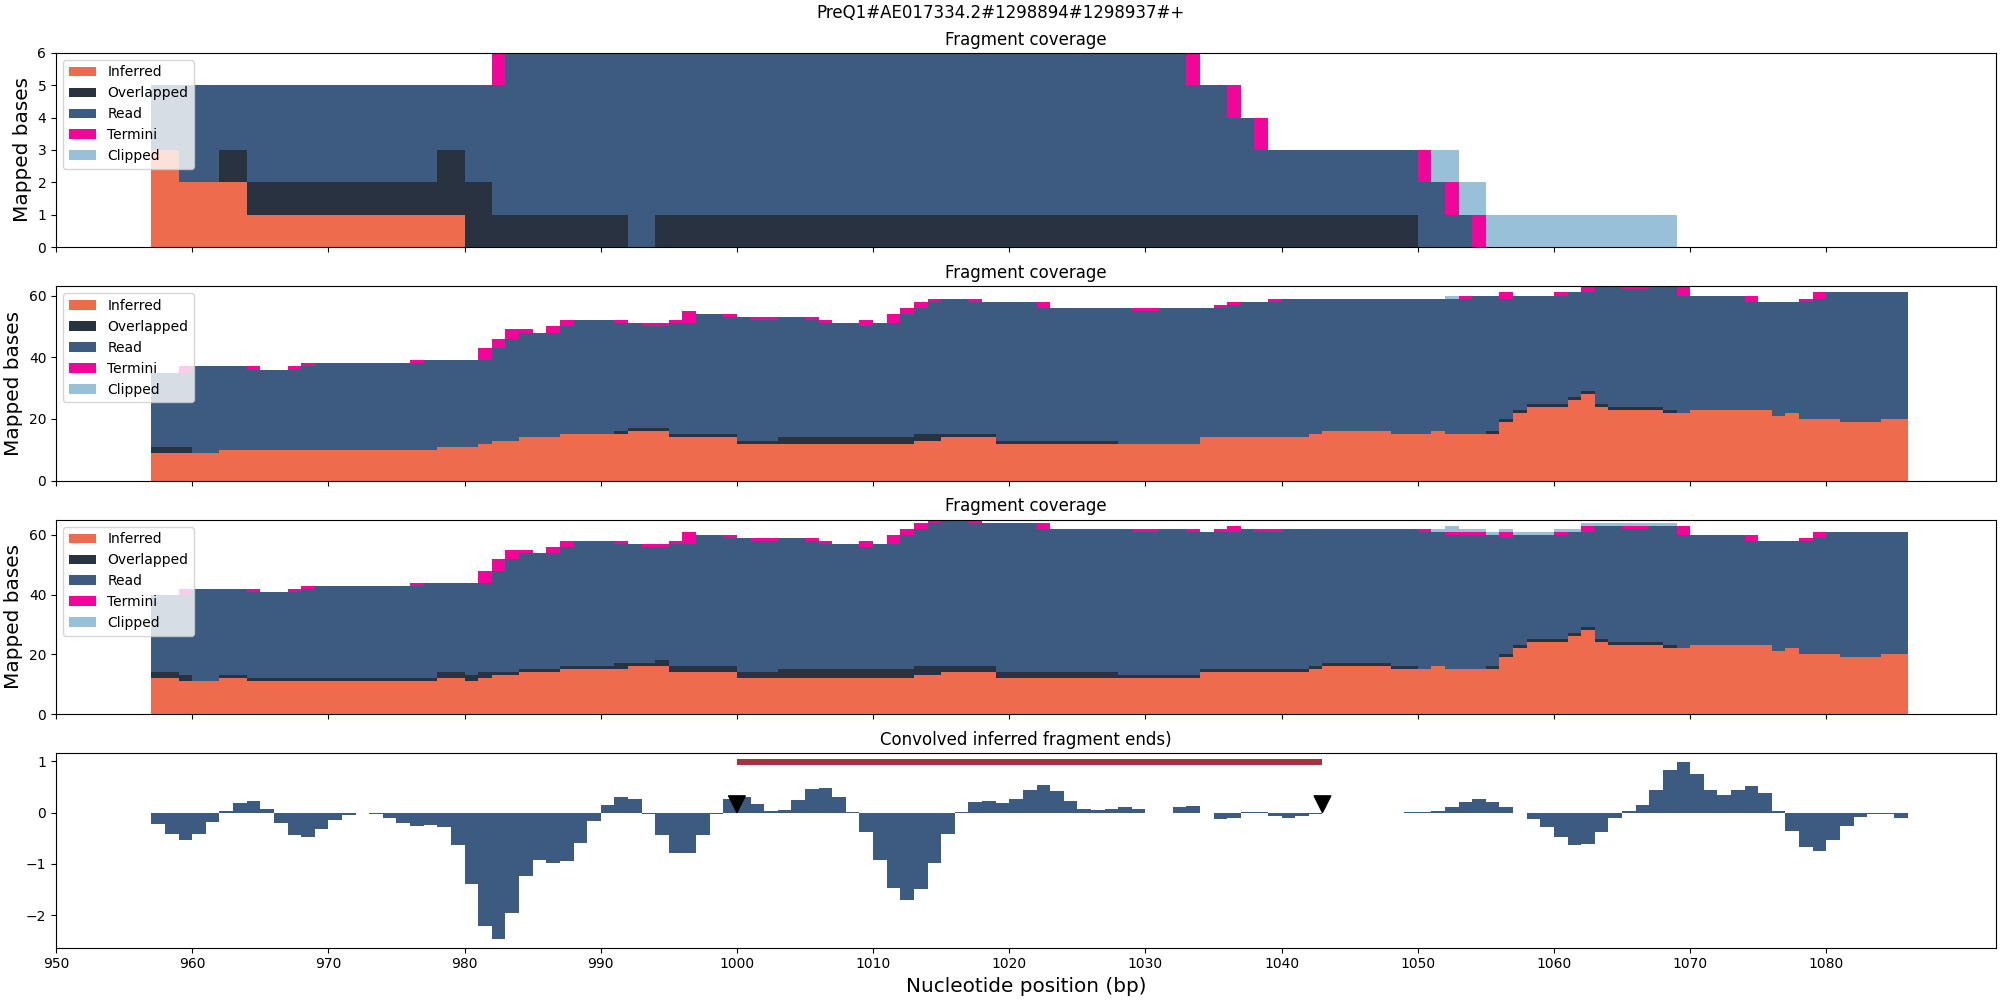 PreQ1#AE017334.2#1298894#1298937#+
Fragment coverage
Mapped bases
6
5
4
3
2
1
0
Inferred
Overlapped
Read
Termini
Clipped
Fragment coverage
Mapped bases
60
40
20
0
Inferred
Overlapped
Read
Termini
Clipped
Fragment coverage
Mapped bases
60
40
20
0
Inferred
Overlapped
Read
Termini
Clipped
Convolved inferred fragment ends)
1
0
−1
−2
950 960 970 980 990 1000 1010 1020 1030 1040 1050 1060 1070 1080
Nucleotide position (bp)